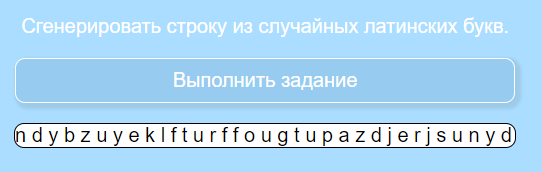 Сгенерировать строку из случайных латинских букв.
Выполнить задание
n d y b z u y e k l f t u r f f o u g t u p a z d j e r j s u n y d